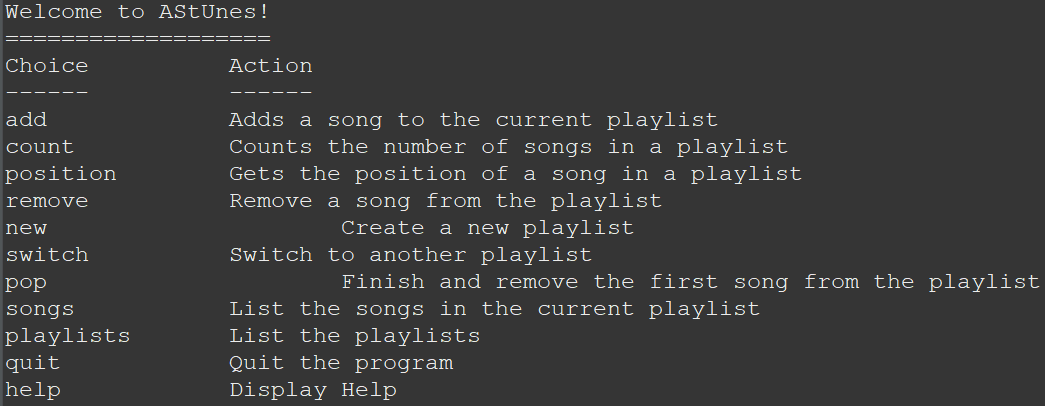 Welcome to AStUnes!
===================
Choice          Action
------          ------
add             Adds a song to the current playlist
count           Counts the number of songs in a playlist
position        Gets the position of a song in a playlist
remove          Remove a song from the playlist
new                     Create a new playlist
switch          Switch to another playlist
pop                     Finish and remove the first song from the playlist
songs           List the songs in the current playlist
playlists       List the playlists
quit            Quit the program
help            Display Help